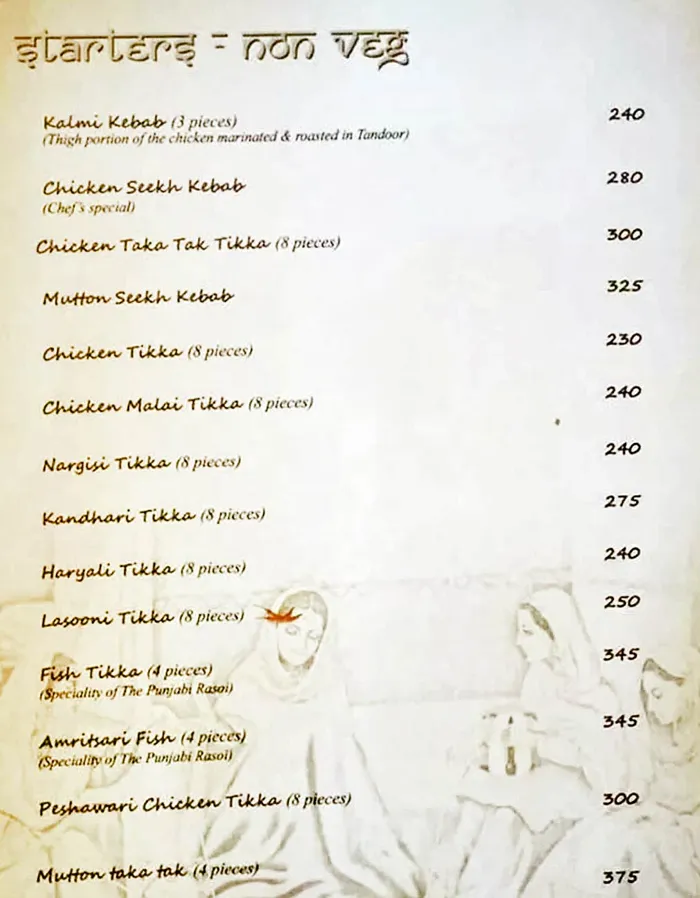 Starters - Non Veg
Kalmi Kebab (3 pieces) 240
(Thigh portion of the chicken marinated & roasted in Tandoor)
Chicken Seekh Kebab 280
(Chef's special)
Chicken Taka Tak Tikka (8 pieces) 300
Mutton Seekh Kebab 325
Chicken Tikka (8 pieces) 230
Chicken Malai Tikka (8 pieces) 240
Nargisi Tikka (8 pieces) 240
Kandhari Tikka (8 pieces) 275
Haryali Tikka (8 pieces) 240
Lasooni Tikka (8 pieces) 250
Fish Tikka (4 pieces) 345
(Speciality of The Punjabi Rasoi)
Amritsari Fish (4 pieces) 345
(Speciality of The Punjabi Rasoi)
Peshawari Chicken Tikka (8 pieces) 300
Mutton taka tak (4 pieces) 375